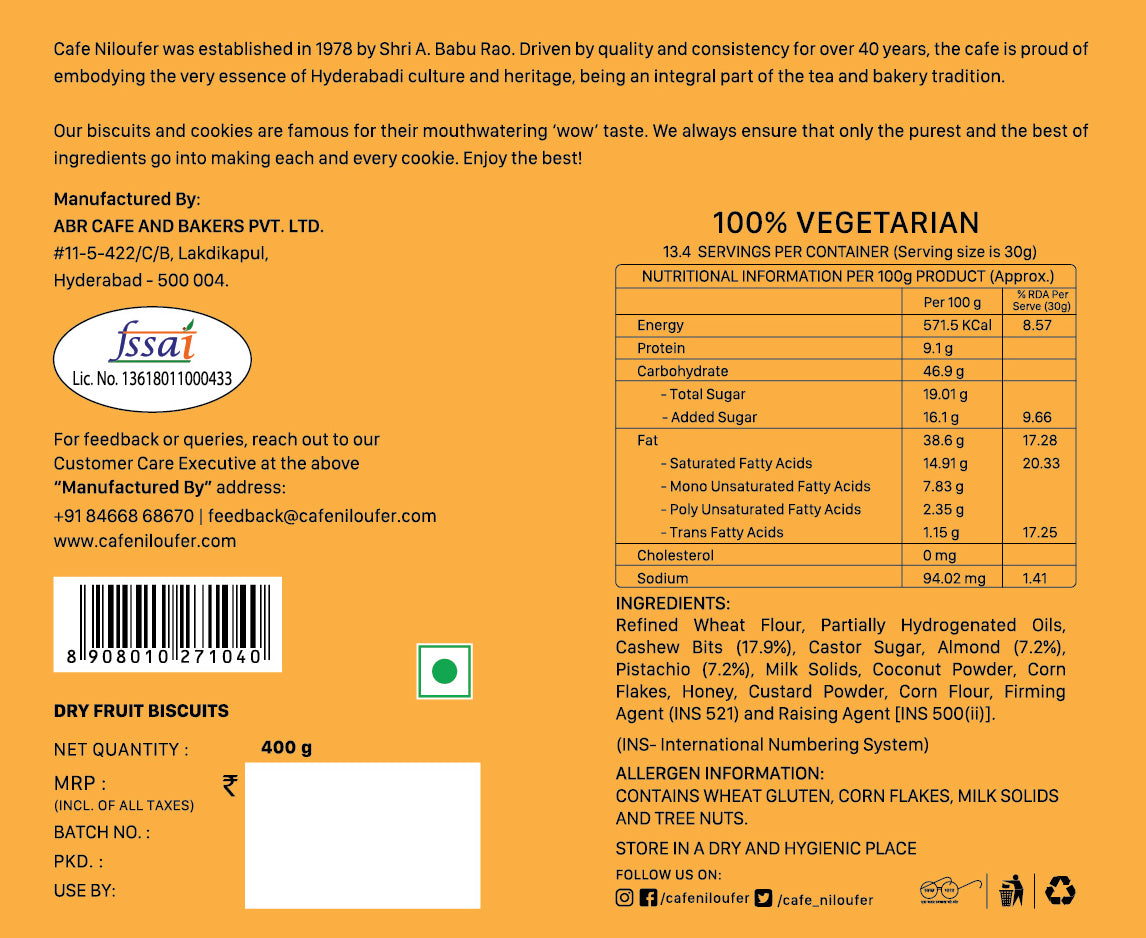 Cafe Niloufer was established in 1978 by Shri A. Babu Rao. Driven by quality and consistency for over 40 years, the cafe is proud of
embodying the very essence of Hyderabadi culture and heritage, being an integral part of the tea and bakery tradition.
Our biscuits and cookies are famous for their mouthwatering ‘wow’ taste. We always ensure that only the purest and the best of
ingredients go into making each and every cookie. Enjoy the best!
Manufactured By:
ABR CAFE AND BAKERS PVT. LTD.
#11-5-422/C/B, Lakdikapul,
Hyderabad - 500 004.
fssai
Lic. No. 13618011000433
For feedback or queries, reach out to our
Customer Care Executive at the above
“Manufactured By” address:
+91 84668 68670 | feedback@cafeniloufer.com
www.cafeniloufer.com
8 908010 271040
DRY FRUIT BISCUITS
NET QUANTITY : 400 g
MRP : ₹
(INCL. OF ALL TAXES)
BATCH NO. :
PKD. :
USE BY:
100% VEGETARIAN
13.4 SERVINGS PER CONTAINER (Serving size is 30g)
NUTRITIONAL INFORMATION PER 100g PRODUCT (Approx.)
Per 100 g % RDA Per Serve (30g)
Energy 571.5 KCal 8.57
Protein 9.1 g
Carbohydrate 46.9 g
- Total Sugar 19.01 g
- Added Sugar 16.1 g 9.66
Fat 38.6 g 17.28
- Saturated Fatty Acids 14.91 g 20.33
- Mono Unsaturated Fatty Acids 7.83 g
- Poly Unsaturated Fatty Acids 2.35 g
- Trans Fatty Acids 1.15 g 17.25
Cholesterol 0 mg
Sodium 94.02 mg 1.41
INGREDIENTS:
Refined Wheat Flour, Partially Hydrogenated Oils,
Cashew Bits (17.9%), Castor Sugar, Almond (7.2%),
Pistachio (7.2%), Milk Solids, Coconut Powder, Corn
Flakes, Honey, Custard Powder, Corn Flour, Firming
Agent (INS 521) and Raising Agent [INS 500(ii)].
(INS- International Numbering System)
ALLERGEN INFORMATION:
CONTAINS WHEAT GLUTEN, CORN FLAKES, MILK SOLIDS
AND TREE NUTS.
STORE IN A DRY AND HYGIENIC PLACE
FOLLOW US ON:
/cafeniloufer /cafe_niloufer